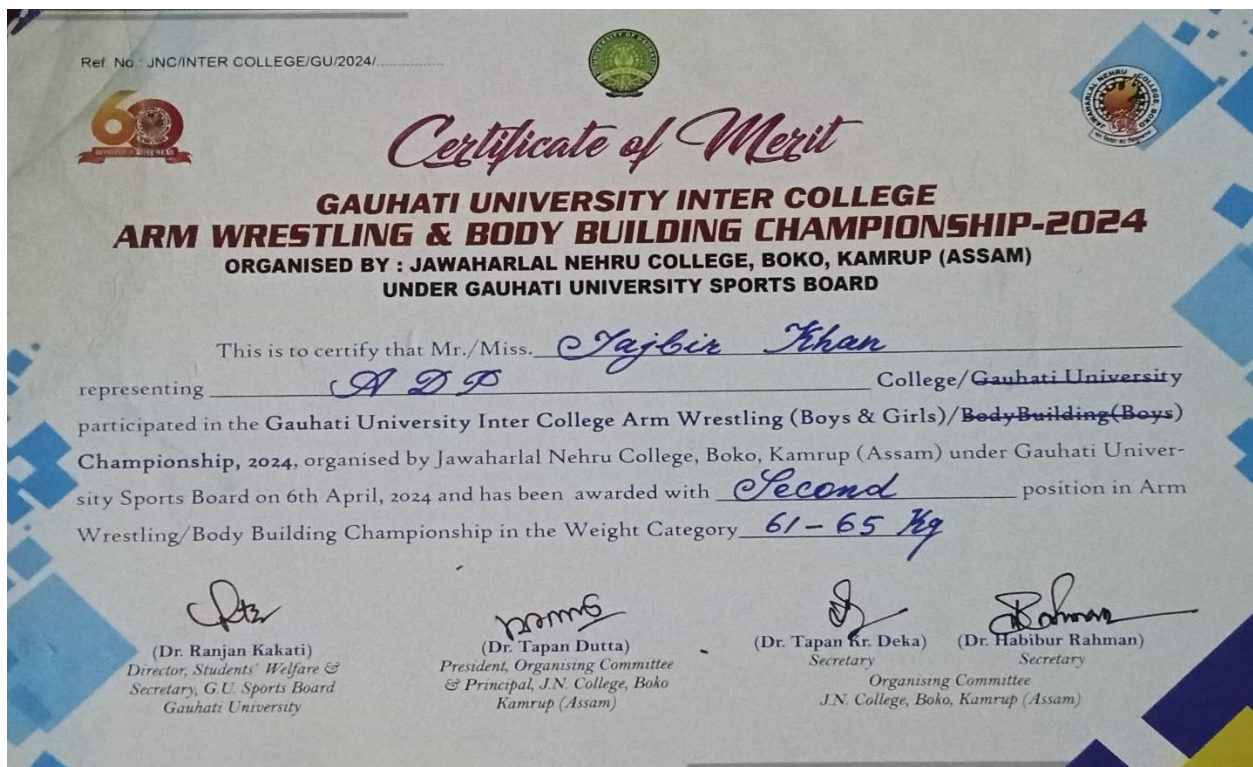 Ref. No.: JNC/INTER COLLEGE/GU/2024/.................
60
Certificate of Merit
GAUHATI UNIVERSITY INTER COLLEGE
ARM WRESTLING & BODY BUILDING CHAMPIONSHIP-2024
ORGANISED BY : JAWAHARLAL NEHRU COLLEGE, BOKO, KAMRUP (ASSAM)
UNDER GAUHATI UNIVERSITY SPORTS BOARD
This is to certify that Mr./Miss. Tajbir Khan
representing A D P College/Gauhati University
participated in the Gauhati University Inter College Arm Wrestling (Boys & Girls)/BodyBuilding(Boys)
Championship, 2024, organised by Jawaharlal Nehru College, Boko, Kamrup (Assam) under Gauhati Univer-
sity Sports Board on 6th April, 2024 and has been awarded with Second position in Arm
Wrestling/Body Building Championship in the Weight Category 61-65 Kg
(Dr. Ranjan Kakati)
Director, Students' Welfare &
Secretary, G.U. Sports Board
Gauhati University
(Dr. Tapan Dutta)
President, Organising Committee
& Principal, J.N. College, Boko
Kamrup (Assam)
(Dr. Tapan Kr. Deka) (Dr. Habibur Rahman)
Secretary Secretary
Organising Committee
J.N. College, Boko, Kamrup (Assam)